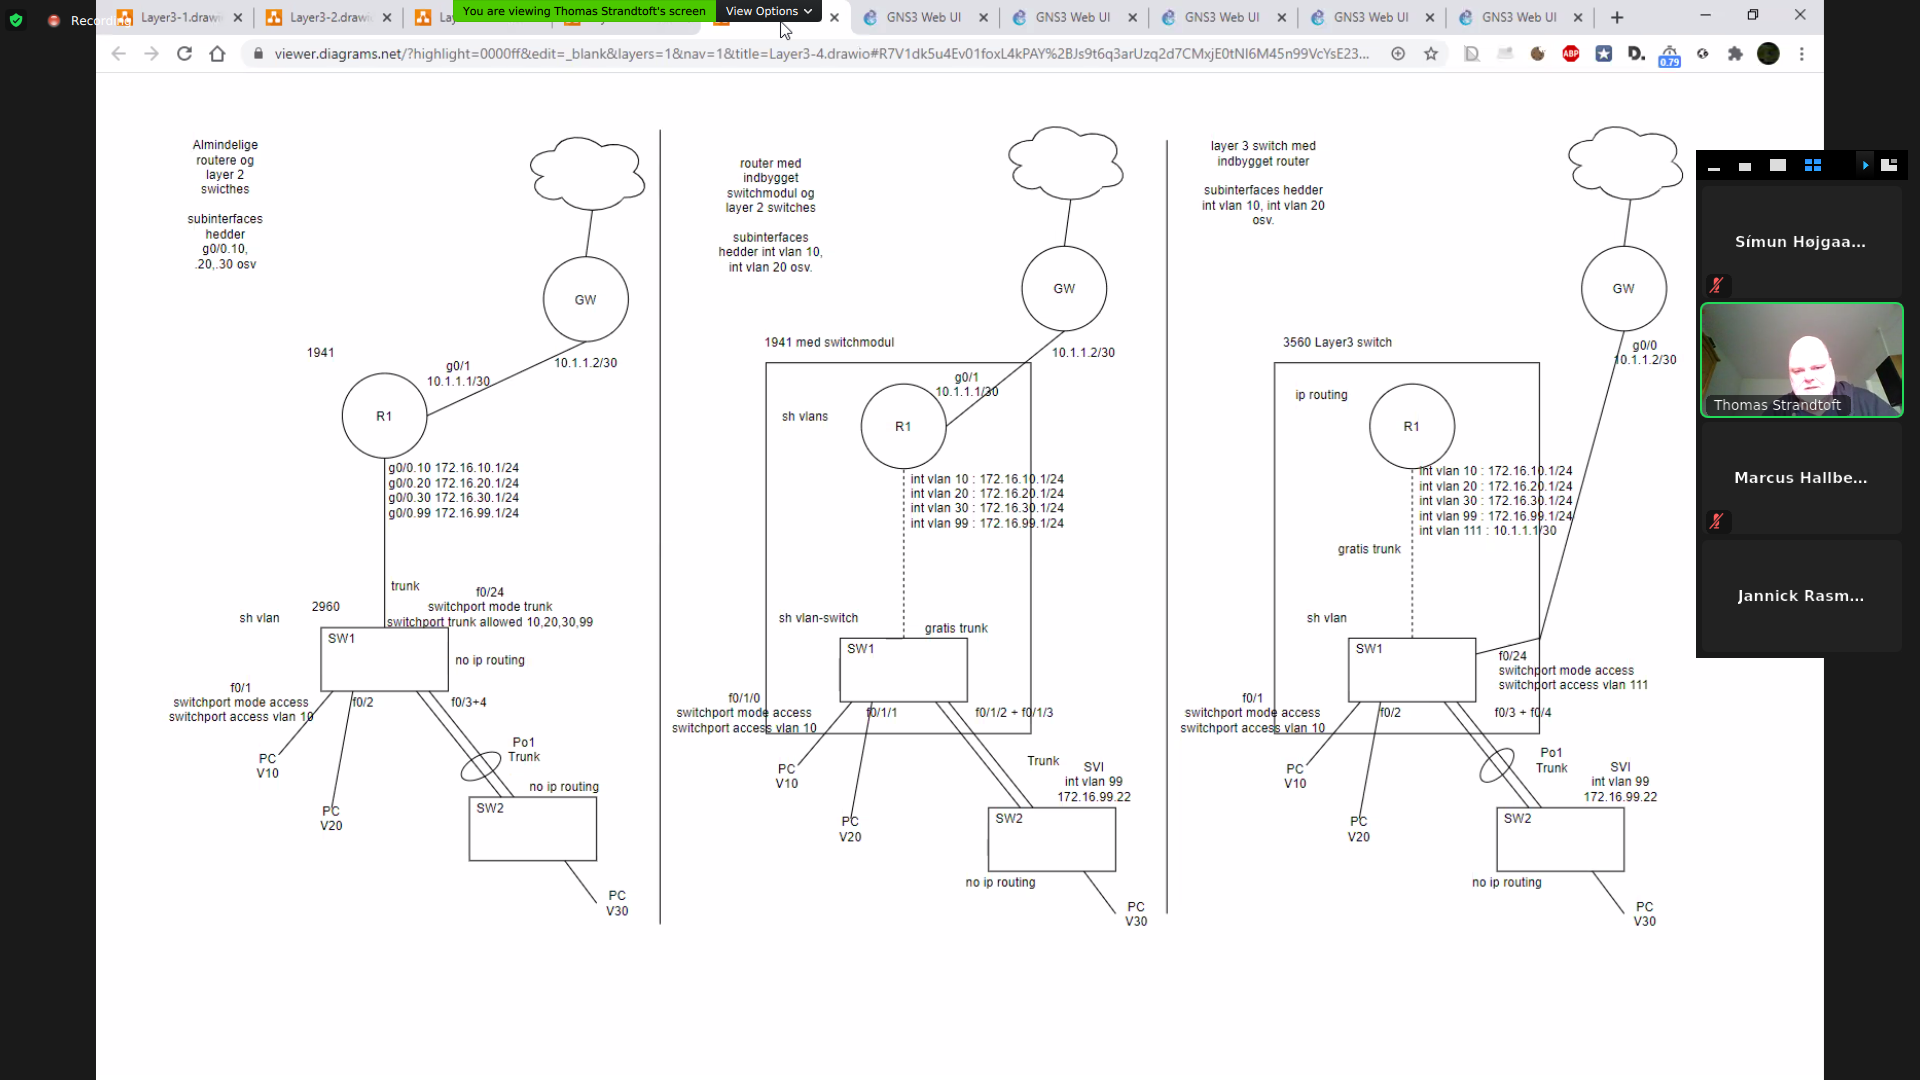 Recording
You are viewing Thomas Strandtoft's screen
View Options
Layer3-1.drawi
Layer3-2.drawi
GNS3 Web UI
GNS3 Web UI
GNS3 Web UI
GNS3 Web UI
GNS3 Web UI
viewer.diagrams.net/?highlight=0000ff&edit=_blank&layers=1&nav=1&title=Layer3-4.drawio#R7V1dk5u4Ev01foxL4kPAY%2BJs9t6q3arUzq2d7CMxjE0tNl6M45n99VcYsE23...
ABP
D.
0.79
Almindelige
routere og
layer 2
swicthes
subinterfaces
hedder
g0/0.10,
.20,.30 osv
GW
1941
g0/1
10.1.1.1/30
10.1.1.2/30
R1
g0/0.10 172.16.10.1/24
g0/0.20 172.16.20.1/24
g0/0.30 172.16.30.1/24
g0/0.99 172.16.99.1/24
trunk
f0/24
switchport mode trunk
switchport trunk allowed 10,20,30,99
2960
sh vlan
SW1
no ip routing
f0/1
switchport mode access
switchport access vlan 10
f0/2
f0/3+4
PC
V10
Po1
Trunk
PC
V20
no ip routing
SW2
PC
V30
router med
indbygget
switchmodul og
layer 2 switches
subinterfaces
hedder int vlan 10,
int vlan 20 osv.
GW
1941 med switchmodul
10.1.1.2/30
g0/1
10.1.1.1/30
sh vlans
R1
int vlan 10 : 172.16.10.1/24
int vlan 20 : 172.16.20.1/24
int vlan 30 : 172.16.30.1/24
int vlan 99 : 172.16.99.1/24
sh vlan-switch
gratis trunk
SW1
f0/1/0
switchport mode access
switchport access vlan 10
f0/1/1
f0/1/2 + f0/1/3
PC
V10
Trunk
SVI
int vlan 99
172.16.99.22
PC
V20
SW2
no ip routing
PC
V30
layer 3 switch med
indbygget router
subinterfaces hedder
int vlan 10, int vlan 20
osv.
GW
3560 Layer3 switch
g0/0
10.1.1.2/30
ip routing
R1
int vlan 10 : 172.16.10.1/24
int vlan 20 : 172.16.20.1/24
int vlan 30 : 172.16.30.1/24
int vlan 99 : 172.16.99.1/24
int vlan 111 : 10.1.1.1/30
gratis trunk
sh vlan
SW1
f0/24
switchport mode access
switchport access vlan 111
f0/1
switchport mode access
switchport access vlan 10
f0/2
f0/3 + f0/4
PC
V10
Po1
Trunk
SVI
int vlan 99
172.16.99.22
PC
V20
SW2
no ip routing
PC
V30
Símun Højgaa...
Thomas Strandtoft
Marcus Hallbe...
Jannick Rasm...